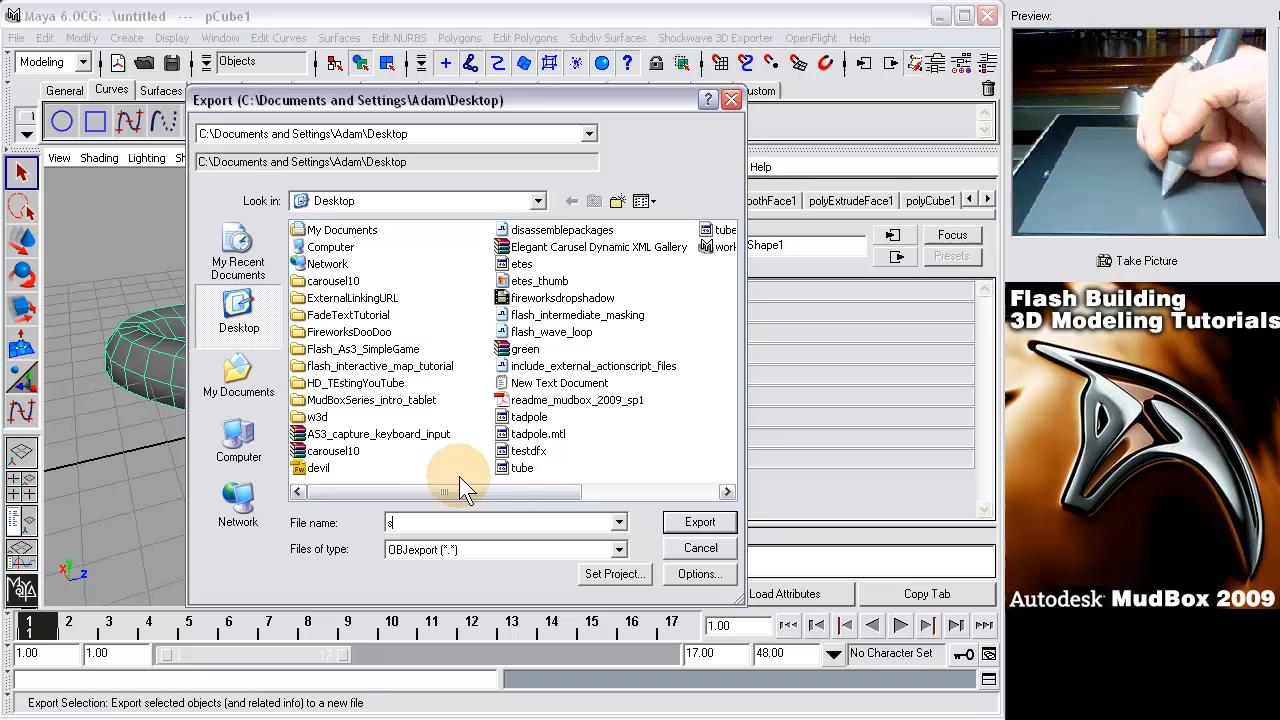 Maya 6.0CG: .\untitled --- pCube1
File Edit Modify Create Display Window Edit Curves Surfaces Edit NURBS Polygons Edit Polygons Subdiv Surfaces Shockwave 3D Exporter OpenFlight Help
Modeling
Objects
General Curves Surfaces
Export (C:\Documents and Settings\Adam\Desktop)
C:\Documents and Settings\Adam\Desktop
C:\Documents and Settings\Adam\Desktop
View Shading Lighting
Help
Look in: Desktop
polyExtrudeFace1 polyCube1
Focus
Presets
My Recent
Documents
Desktop
My Documents
Computer
Network
My Documents
Computer
Network
carousel10
ExternalLinkingURL
FadeTextTutorial
FireworkDooDoo
Flash_As3_SimpleGame
flash_interactive_map_tutorial
HD_TEstingYouTube
MudBoxSeries_intro_tablet
w3d
AS3_capture_keyboard_input
carousel10
devil
disassemblepackages
Elegant Carusel Dynamic XML Gallery
etes
etes_thumb
fireworksdropshadow
flash_intermediate_masking
flash_wave_loop
green
include_external_actionscript_files
New Text Document
readme_mudbox_2009_sp1
tadpole
tadpole.mtl
testdfx
tube
tube
File name: s
Export
Files of type: OBJexport (*.*)
Cancel
Set Project...
Options...
Load Attributes
Copy Tab
x y z
1 2 3 4 5 6 7 8 9 10 11 12 13 14 15 16 17
1
1.00
1.00 1.00 1 17 17.00 48.00 No Character Set
Export Selection: Export selected objects (and related info) to a new file
Preview:
Take Picture
Flash Building
3D Modeling Tutorials
Autodesk® MudBox 2009